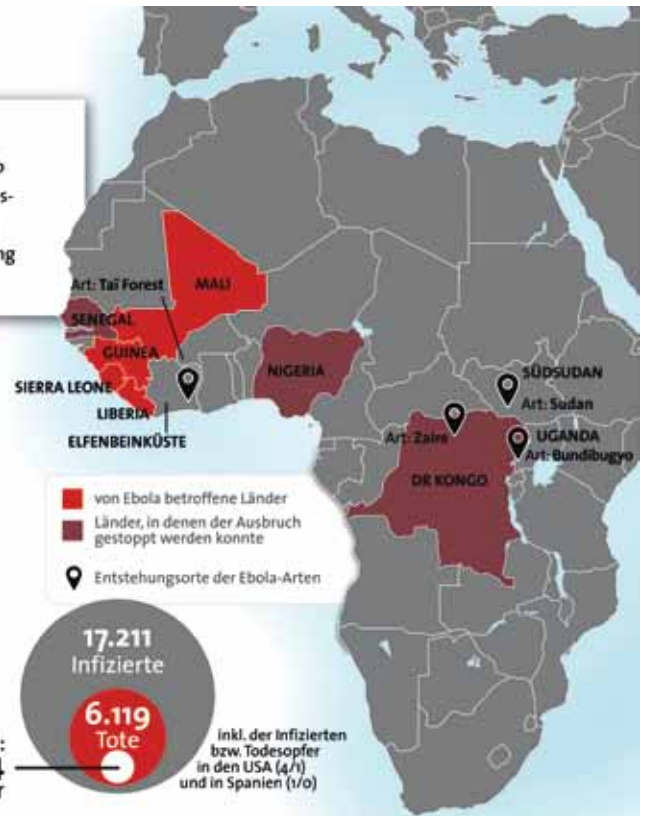 s-
ng
Art: Taï Forest
MALI
SENEGAL
GUINEA
NIGERIA
SIERRA LEONE
LIBERIA
ELFENBEINKÜSTE
SÜDSUDAN
Art: Sudan
Art: Zaire
UGANDA
Art: Bundibugyo
DR KONGO
von Ebola betroffene Länder
Länder, in denen der Ausbruch
gestoppt werden konnte
Entstehungsorte der Ebola-Arten
17.211
Infizierte
6.119
Tote
inkl. der Infizierten
bzw. Todesopfer
in den USA (4/1)
und in Spanien (1/0)